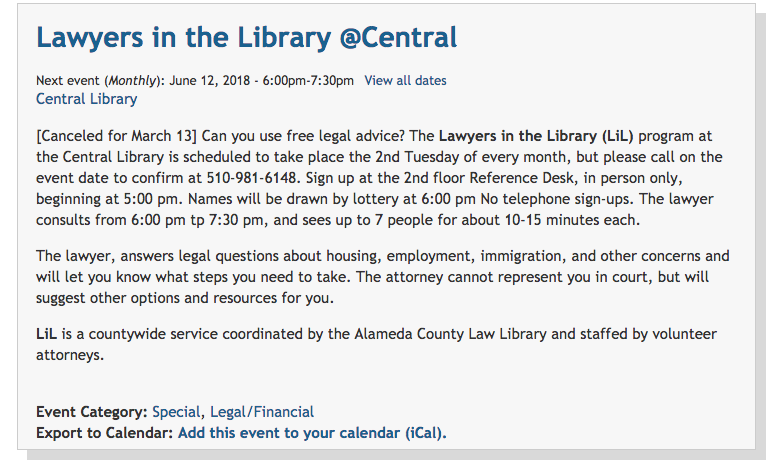 Lawyers in the Library @Central
Next event (Monthly): June 12, 2018 - 6:00pm-7:30pm View all dates
Central Library
[Canceled for March 13] Can you use free legal advice? The Lawyers in the Library (LiL) program at
the Central Library is scheduled to take place the 2nd Tuesday of every month, but please call on the
event date to confirm at 510-981-6148. Sign up at the 2nd floor Reference Desk, in person only,
beginning at 5:00 pm. Names will be drawn by lottery at 6:00 pm No telephone sign-ups. The lawyer
consults from 6:00 pm tp 7:30 pm, and sees up to 7 people for about 10-15 minutes each.
The lawyer, answers legal questions about housing, employment, immigration, and other concerns and
will let you know what steps you need to take. The attorney cannot represent you in court, but will
suggest other options and resources for you.
LiL is a countywide service coordinated by the Alameda County Law Library and staffed by volunteer
attorneys.
Event Category: Special, Legal/Financial
Export to Calendar: Add this event to your calendar (iCal).